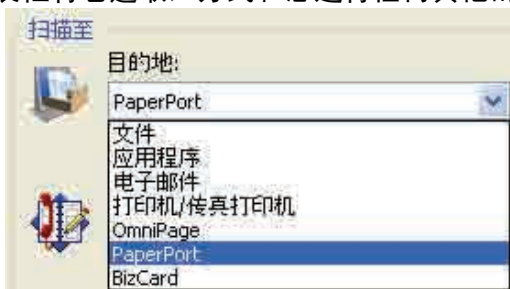 扫描至
目的地:
PaperPort
文件
应用程序
电子邮件
打印机/传真打印机
OmniPage
PaperPort
BizCard